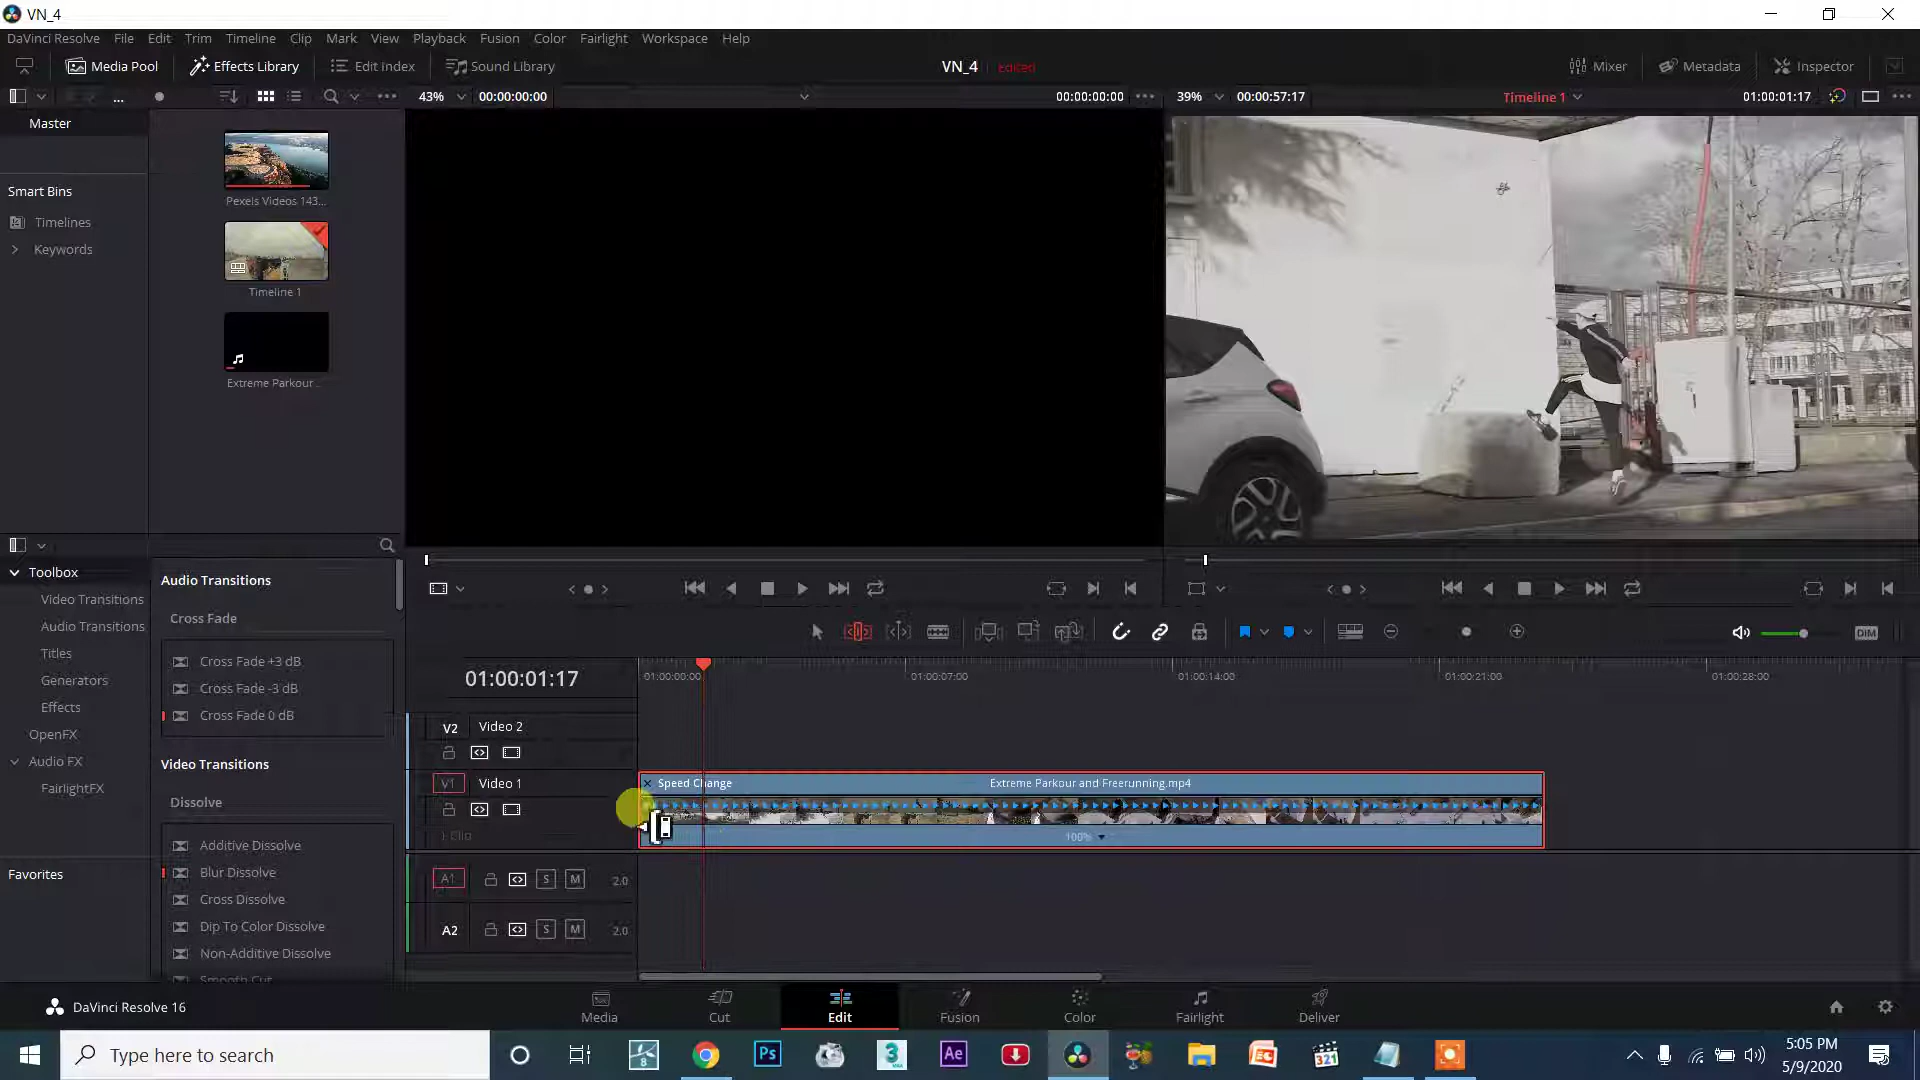 VN_4
DaVinci Resolve File Edit Trim Timeline Clip Mark View Playback Fusion Color Fairlight Workspace Help
Media Pool Effects Library Edit Index Sound Library VN_4 Edited Mixer Metadata Inspector
43% 00:00:00:00 00:00:00:00 39% 00:00:57:17 Timeline 1 01:00:01:17
Master
Smart Bins
Timelines
Keywords
Pexels Videos 143...
Timeline 1
Extreme Parkour ...
Toolbox
Video Transitions
Audio Transitions
Titles
Generators
Effects
OpenFX
Audio FX
FairlightFX
Favorites
Audio Transitions
Cross Fade
Cross Fade +3 dB
Cross Fade -3 dB
Cross Fade 0 dB
Video Transitions
Dissolve
Additive Dissolve
Blur Dissolve
Cross Dissolve
Dip To Color Dissolve
Non-Additive Dissolve
Smooth Cut
DIM
01:00:01:17
01:00:00:00 01:00:07:00 01:00:14:00 01:00:21:00 01:00:28:00
V2 Video 2
V1 Video 1
1 Clip
Speed Change Extreme Parkour and Freerunning.mp4
100%
A1 S M 2.0
A2 S M 2.0
DaVinci Resolve 16
Media Cut Edit Fusion Color Fairlight Deliver
Type here to search
8
Ps
3
Ae
321
5:05 PM
5/9/2020